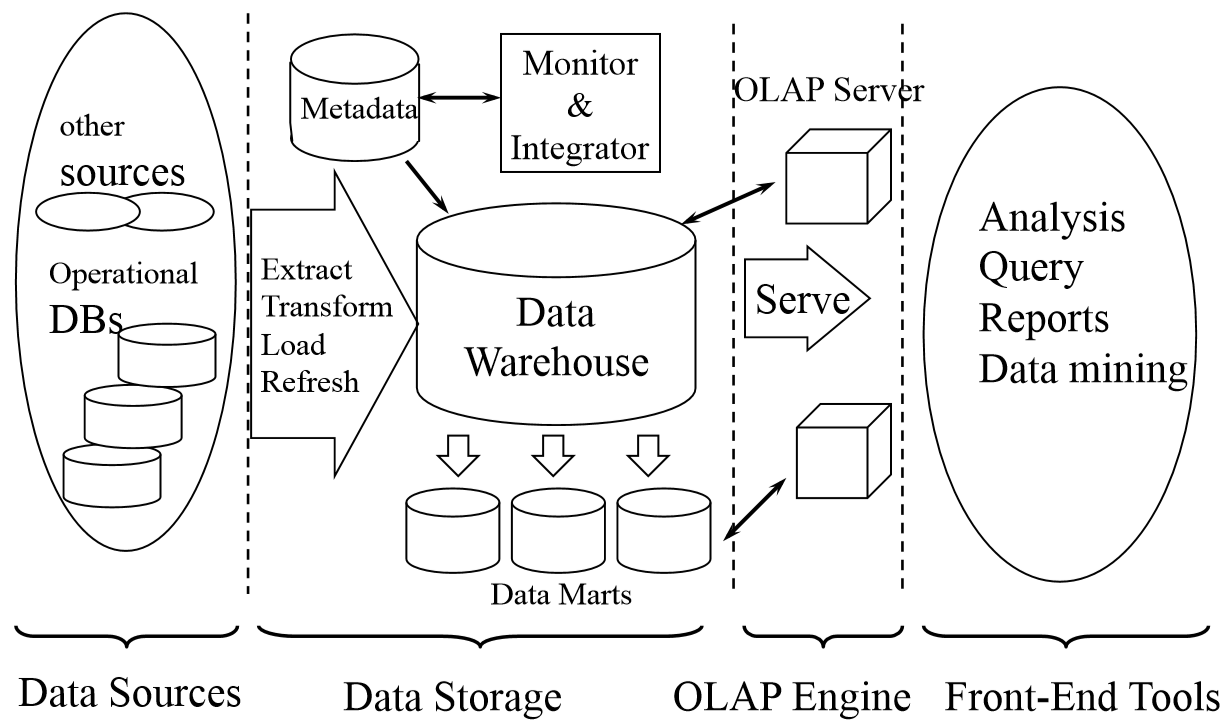 other
sources
Operational
DBs
Extract
Transform
Load
Refresh
Metadata
Monitor
&
Integrator
Data
Warehouse
Data Marts
OLAP Server
Serve
Analysis
Query
Reports
Data mining
Data Sources
Data Storage
OLAP Engine
Front-End Tools